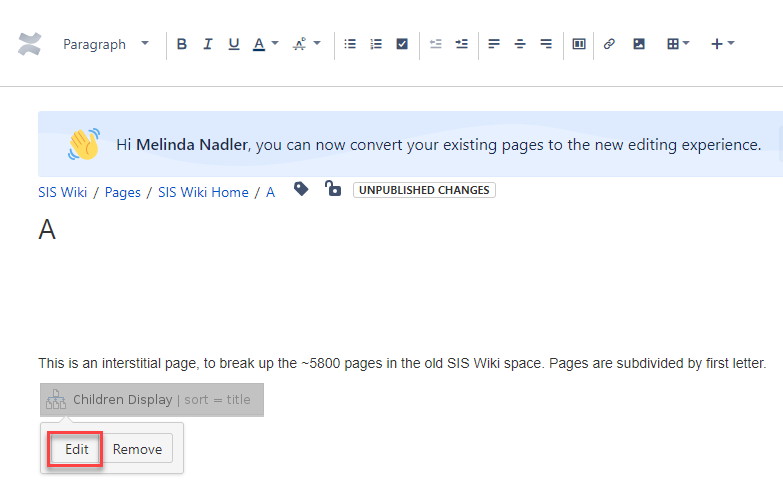 Paragraph B I U A
Hi Melinda Nadler, you can now convert your existing pages to the new editing experience.
SIS Wiki / Pages / SIS Wiki Home / A UNPUBLISHED CHANGES
A
This is an interstitial page, to break up the ~5800 pages in the old SIS Wiki space. Pages are subdivided by first letter.
Children Display | sort = title
Edit Remove